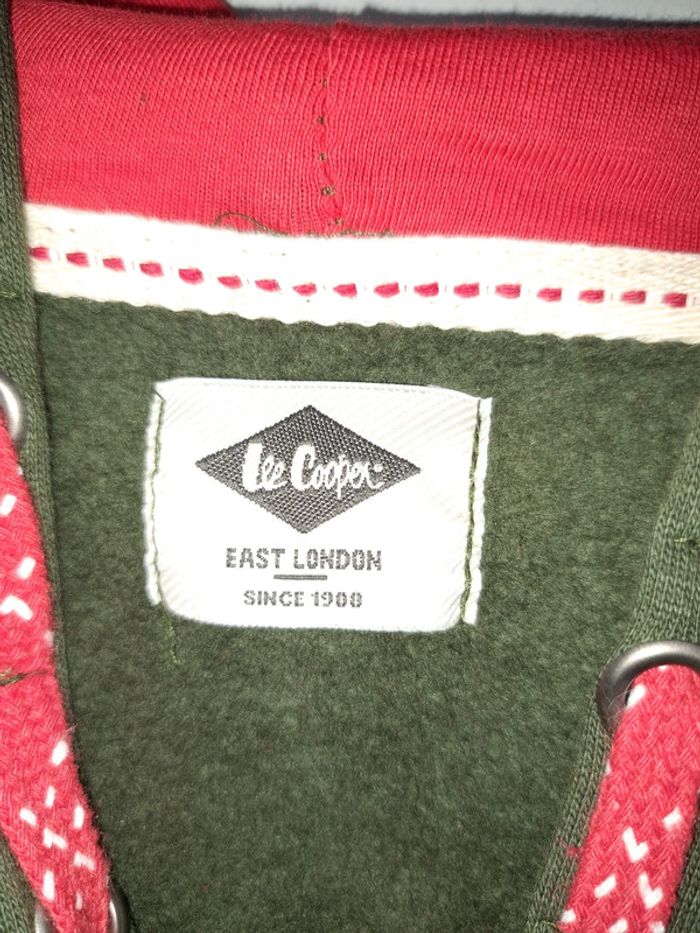 Lee Cooper
EAST LONDON
SINCE 1908